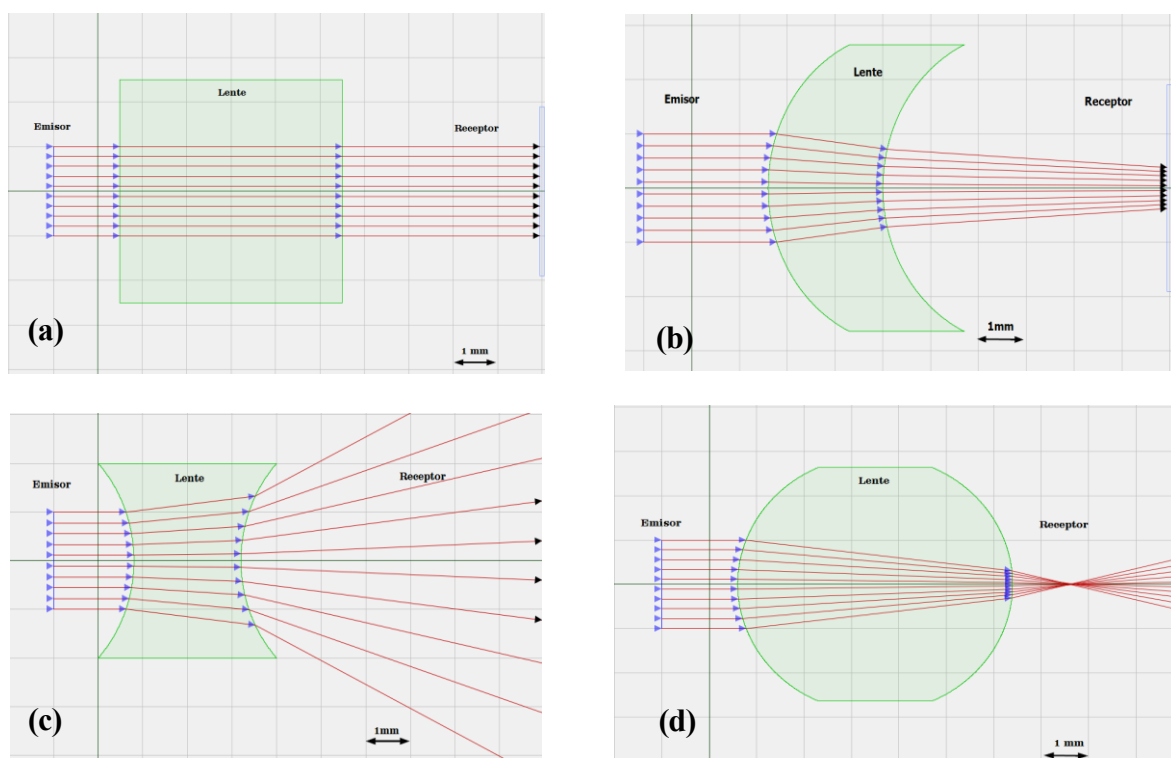 Lente
Emisor
Receptor
(a)
1 mm
Lente
Emisor
Receptor
(b)
1mm
Emisor
Lente
Receptor
(c)
1mm
Lente
Emisor
Receptor
(d)
1 mm